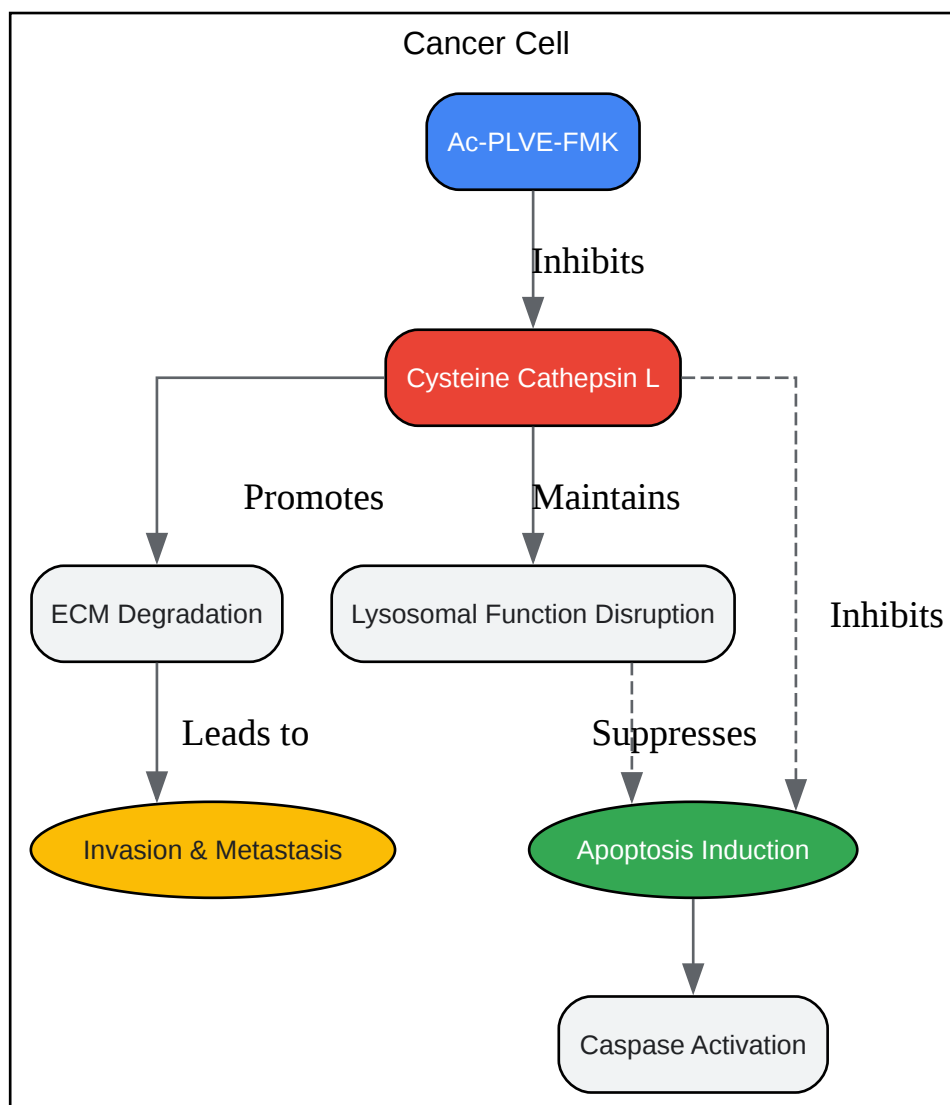 Cancer Cell
Ac-PLVE-FMK
Inhibits
Cysteine Cathepsin L
Promotes
Maintains
ECM Degradation
Lysosomal Function Disruption
Inhibits
Leads to
Suppresses
Invasion & Metastasis
Apoptosis Induction
Caspase Activation